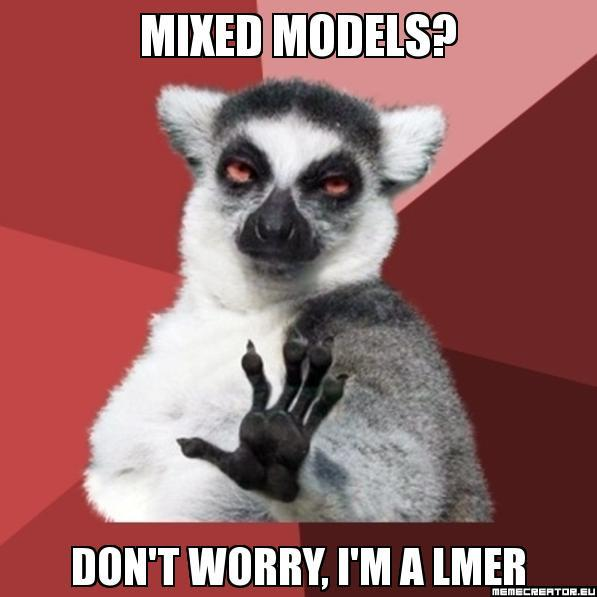 MIXED MODELS?
DON'T WORRY, I'M A LMER
MEMECREATOR.EU